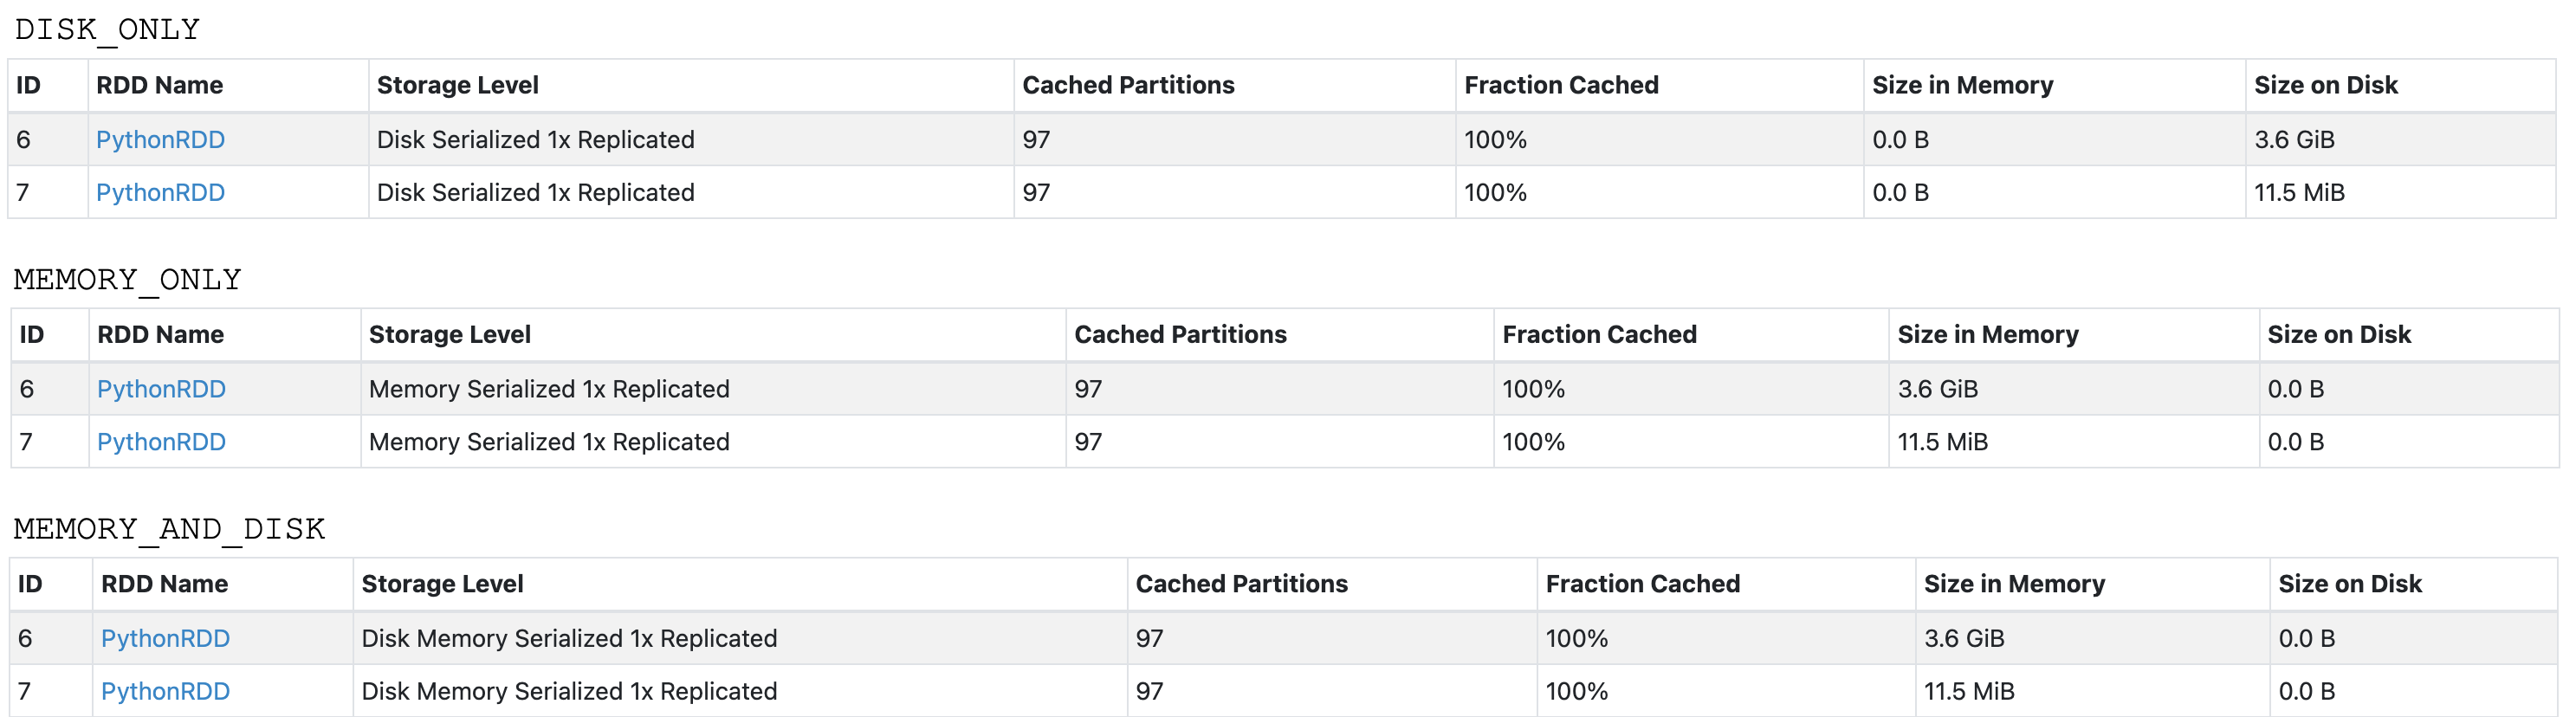 DISK_ONLY
ID RDD Name Storage Level Cached Partitions Fraction Cached Size in Memory Size on Disk
6 PythonRDD Disk Serialized 1x Replicated 97 100% 0.0 B 3.6 GiB
7 PythonRDD Disk Serialized 1x Replicated 97 100% 0.0 B 11.5 MiB
MEMORY_ONLY
ID RDD Name Storage Level Cached Partitions Fraction Cached Size in Memory Size on Disk
6 PythonRDD Memory Serialized 1x Replicated 97 100% 3.6 GiB 0.0 B
7 PythonRDD Memory Serialized 1x Replicated 97 100% 11.5 MiB 0.0 B
MEMORY_AND_DISK
ID RDD Name Storage Level Cached Partitions Fraction Cached Size in Memory Size on Disk
6 PythonRDD Disk Memory Serialized 1x Replicated 97 100% 3.6 GiB 0.0 B
7 PythonRDD Disk Memory Serialized 1x Replicated 97 100% 11.5 MiB 0.0 B